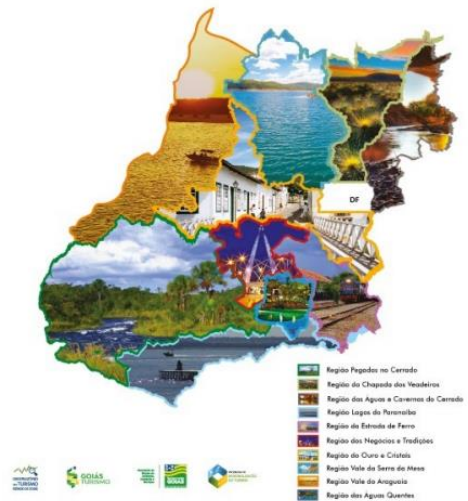 DF
Região Pegadas no Cerrado
Região da Chapada dos Veadeiros
Região das Águas e Cavernas do Cerrado
Região Lagos do Paranaíba
Região da Estrada de Ferro
Região dos Negócios e Tradições
Região do Ouro e Cristais
Região Vale da Serra da Mesa
Região Vale do Araguaia
Região das Águas Quentes
GOIÁS
TURISMO